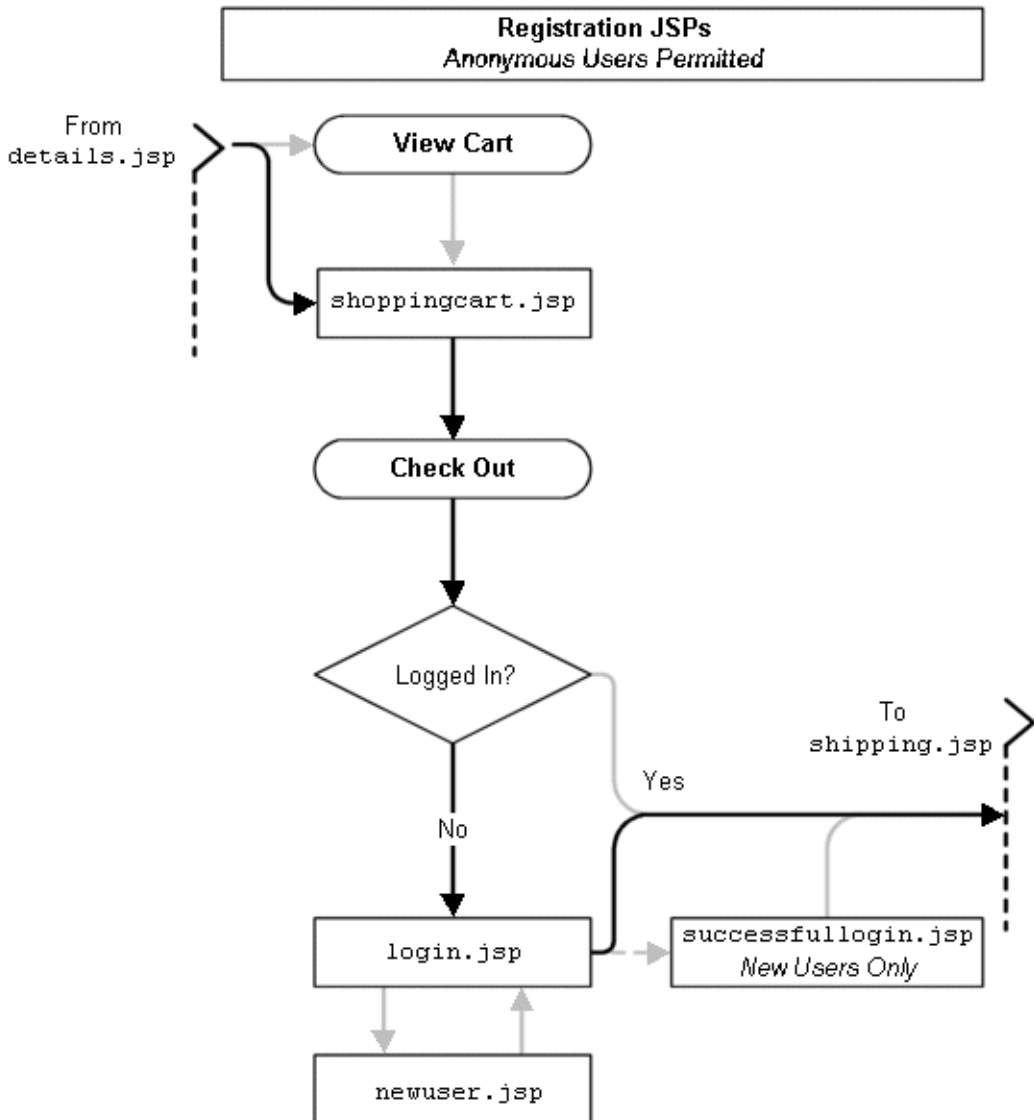 Registration JSPs
Anonymous Users Permitted
From
details.jsp
View Cart
shoppingcart.jsp
Check Out
Logged In?
To
shipping.jsp
Yes
No
login.jsp
successfullogin.jsp
New Users Only
newuser.jsp